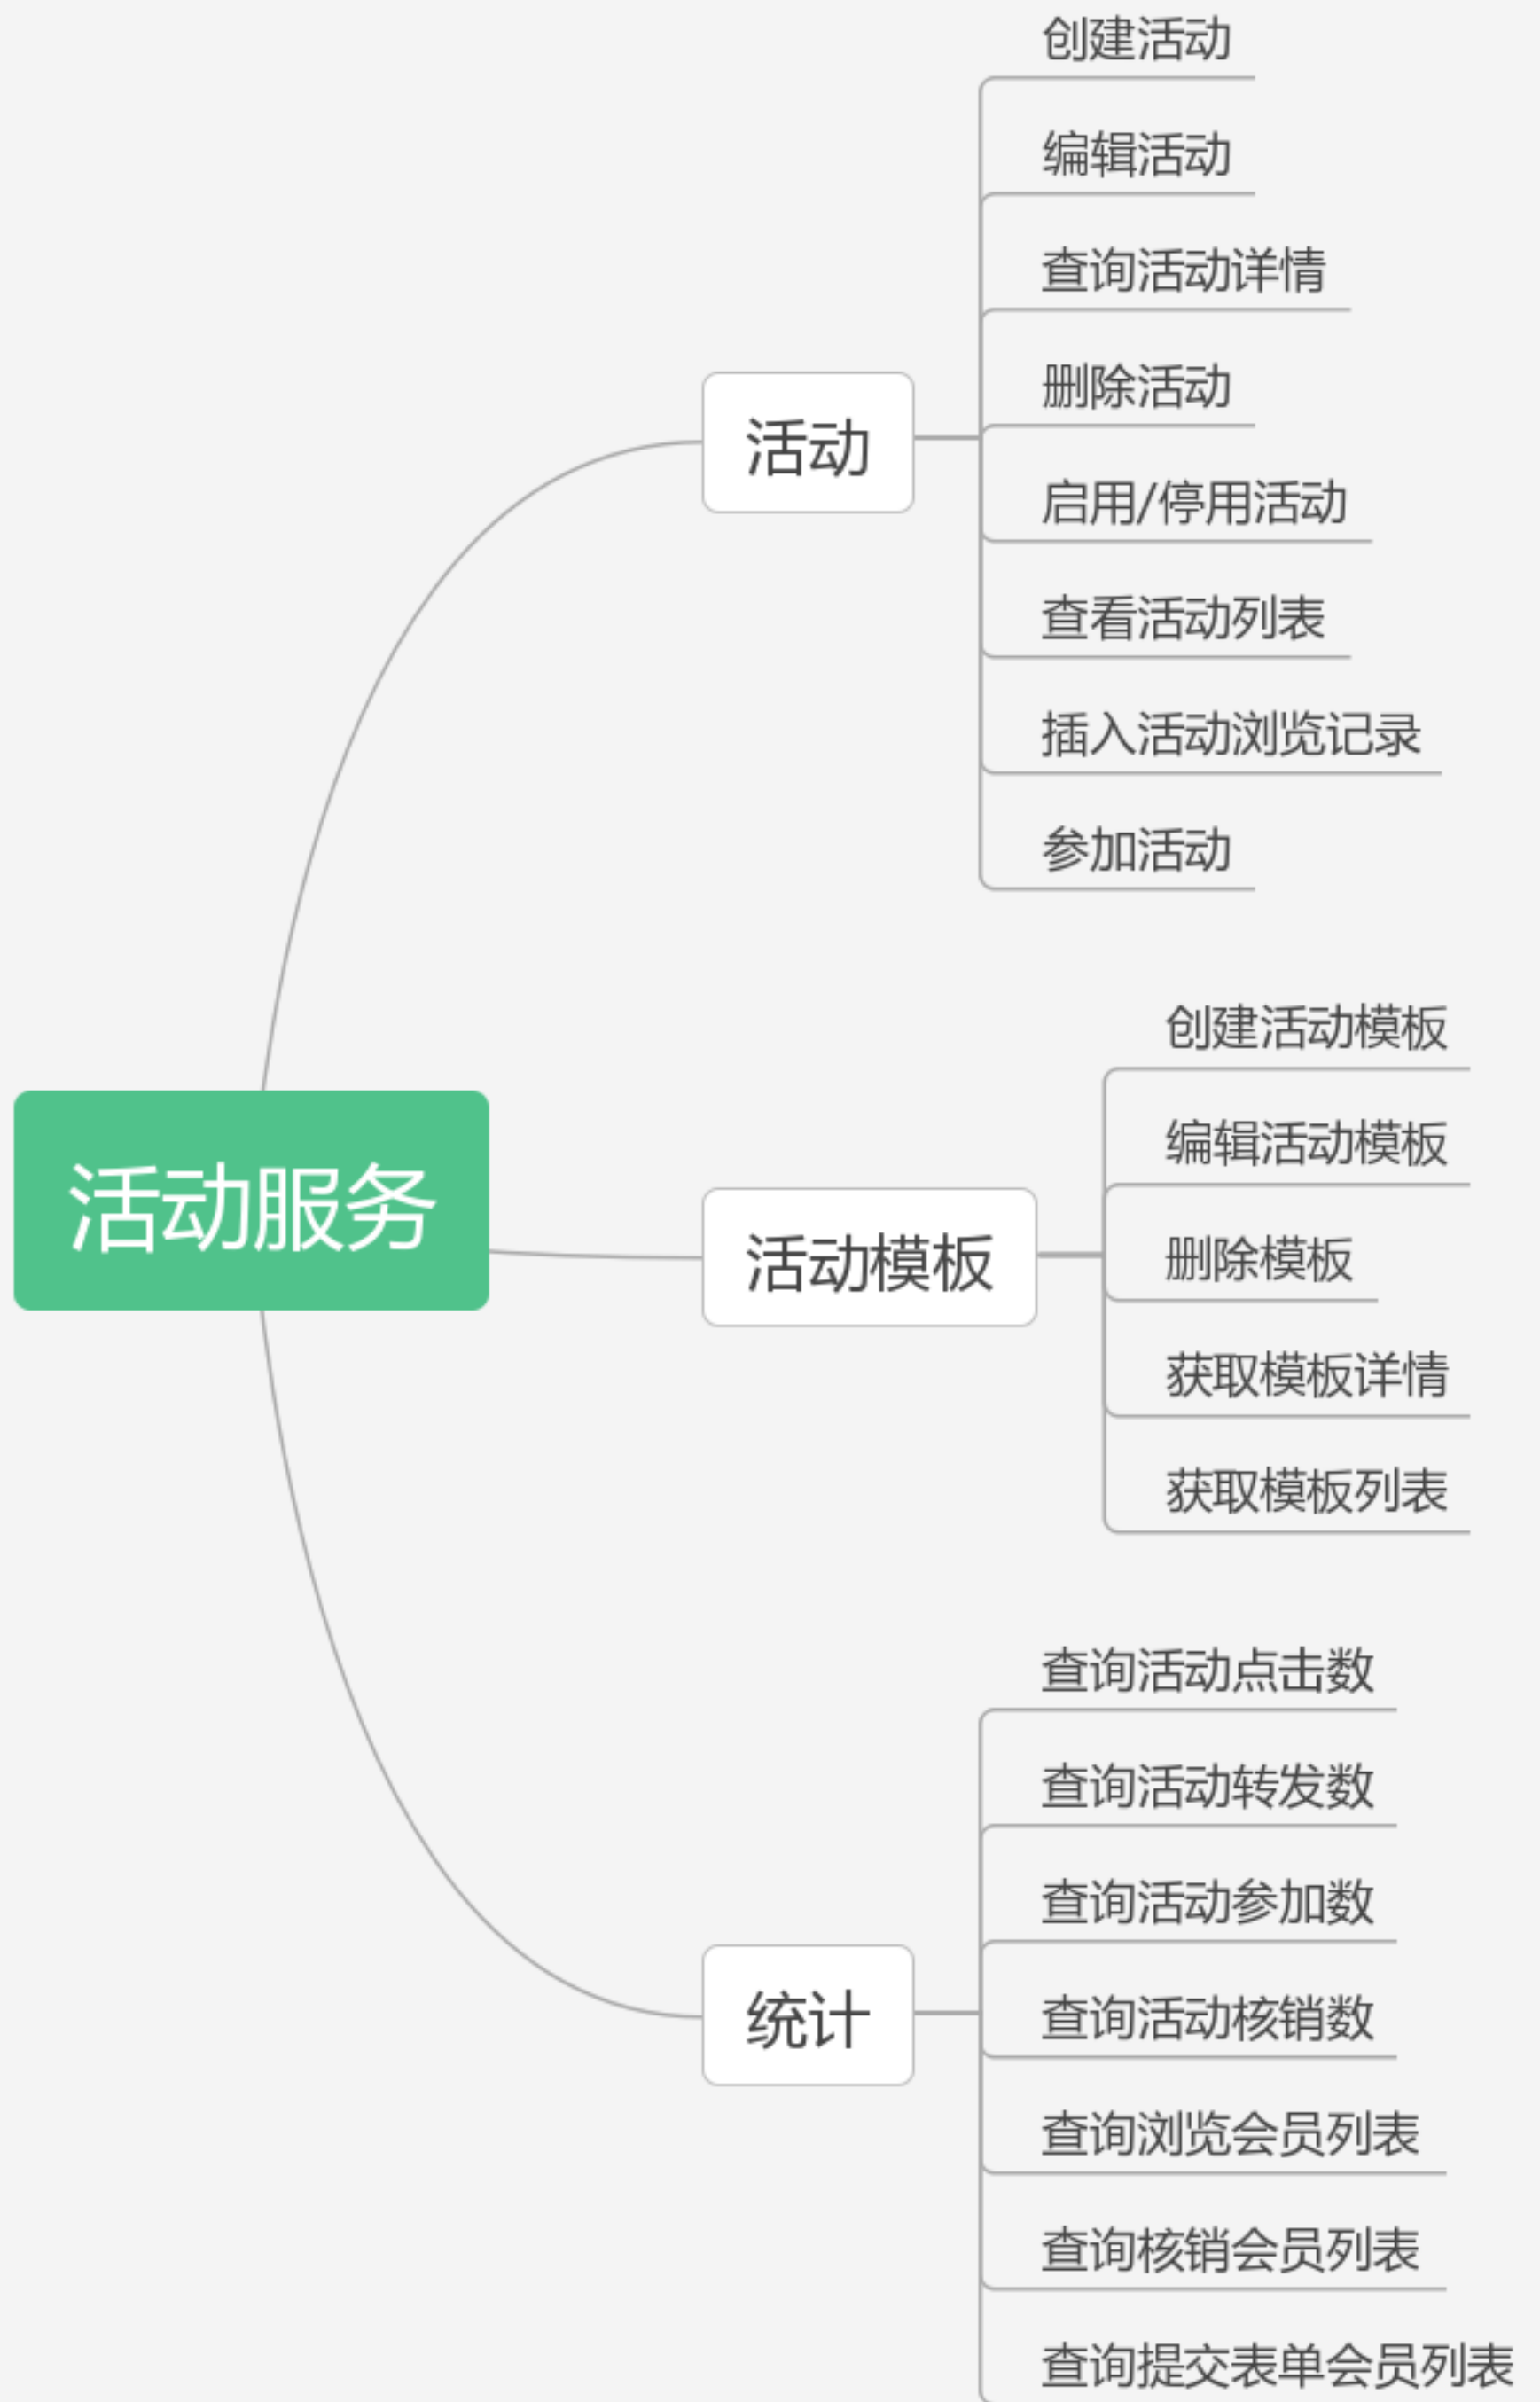 活动服务
活动
创建活动
编辑活动
查询活动详情
删除活动
启用/停用活动
查看活动列表
插入活动浏览记录
参加活动
活动模板
创建活动模板
编辑活动模板
删除模板
获取模板详情
获取模板列表
统计
查询活动点击数
查询活动转发数
查询活动参加数
查询活动核销数
查询浏览会员列表
查询核销会员列表
查询提交表单会员列表